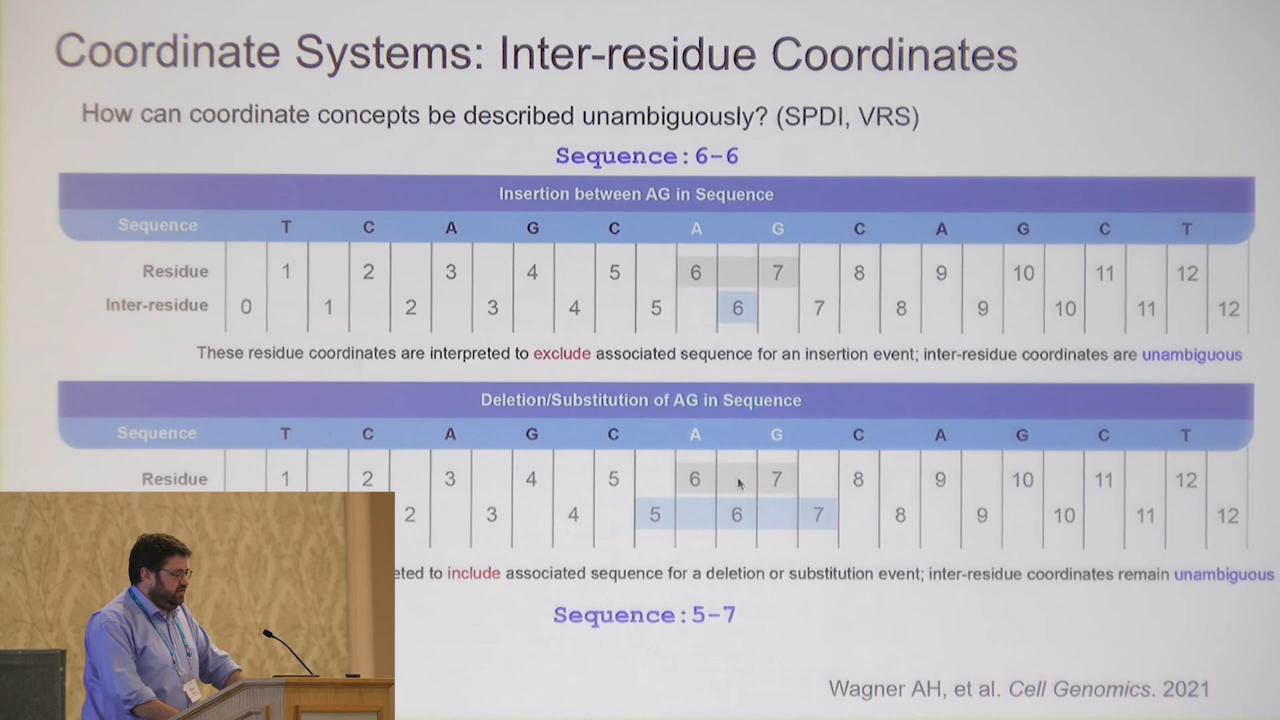 Coordinate Systems: Inter-residue Coordinates
How can coordinate concepts be described unambiguously? (SPDI, VRS)
Sequence:6-6
Insertion between AG in Sequence
Sequence T C A G C A G C A G C T
Residue 1 2 3 4 5 6 7 8 9 10 11 12
Inter-residue 0 1 2 3 4 5 6 7 8 9 10 11 12
These residue coordinates are interpreted to exclude associated sequence for an insertion event; inter-residue coordinates are unambiguous
Deletion/Substitution of AG in Sequence
Sequence T C A G C A G C A G C T
Residue 1 2 3 4 5 6 7 8 9 10 11 12
2 3 4 5 6 7 8 9 10 11 12
eted to include associated sequence for a deletion or substitution event; inter-residue coordinates remain unambiguous
Sequence:5-7
Wagner AH, et al. Cell Genomics. 2021